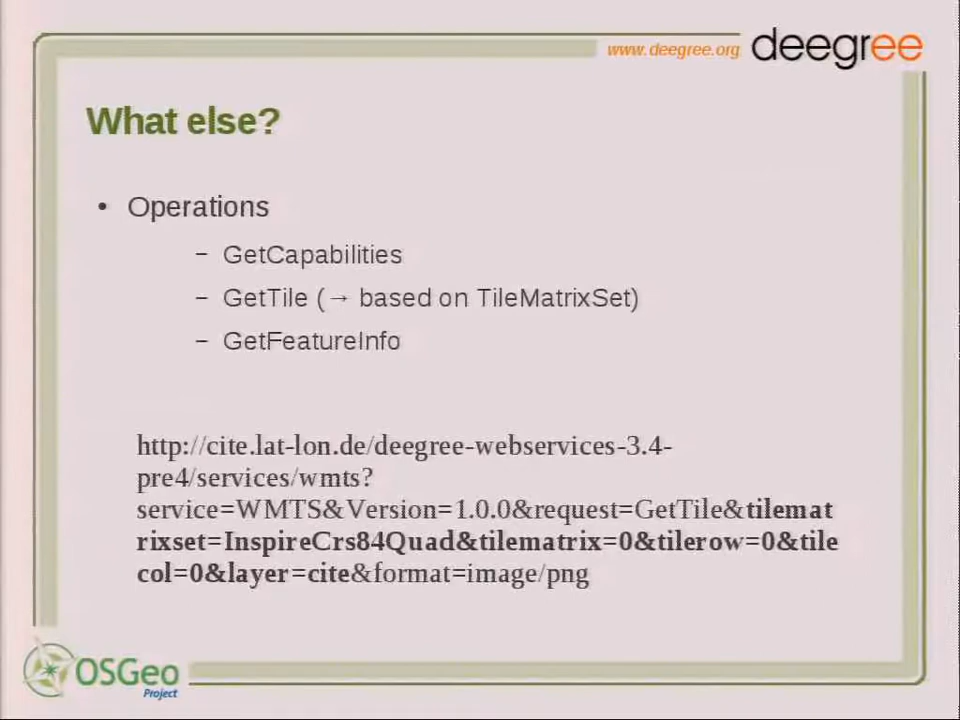 www.deegree.org deegree
What else?
• Operations
– GetCapabilities
– GetTile (→ based on TileMatrixSet)
– GetFeatureInfo
http://cite.lat-lon.de/deegree-webservices-3.4-
pre4/services/wmts?
service=WMTS&Version=1.0.0&request=GetTile&tilemat
rixset=InspireCrs84Quad&tilematrix=0&tilerow=0&tile
col=0&layer=cite&format=image/png
OSGeo
Project